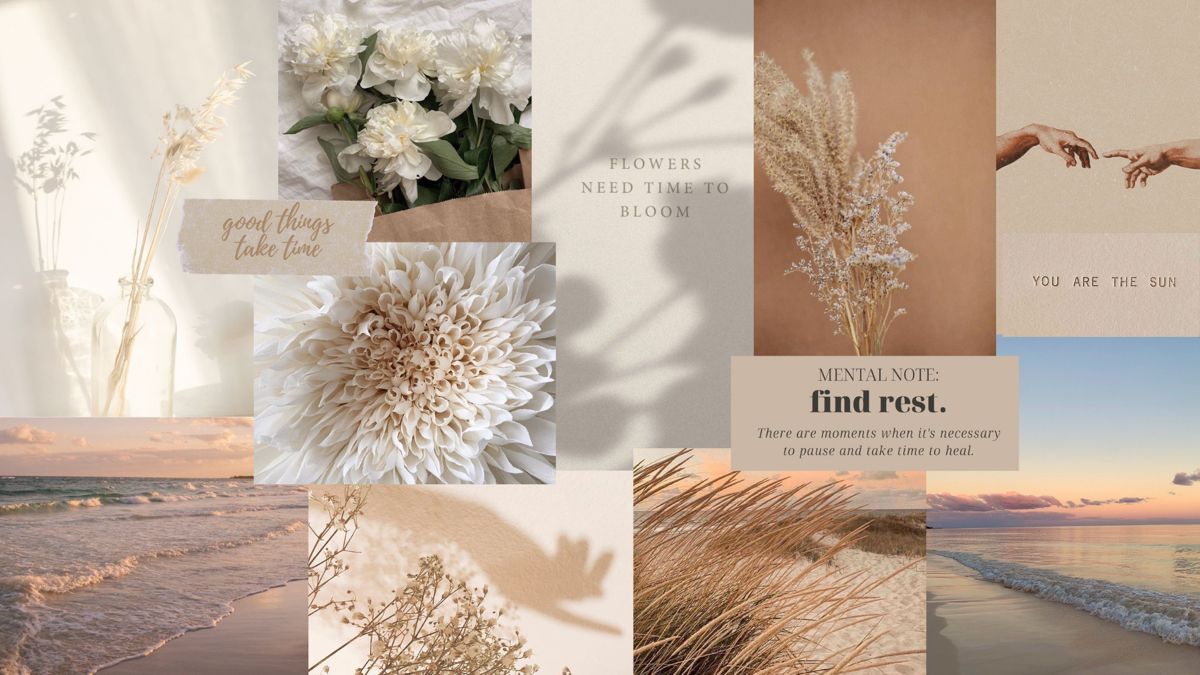 good things
take time
FLOWERS
NEED TIME TO
BLOOM
YOU ARE THE SUN
MENTAL NOTE:
find rest.
There are moments when it's necessary
to pause and take time to heal.